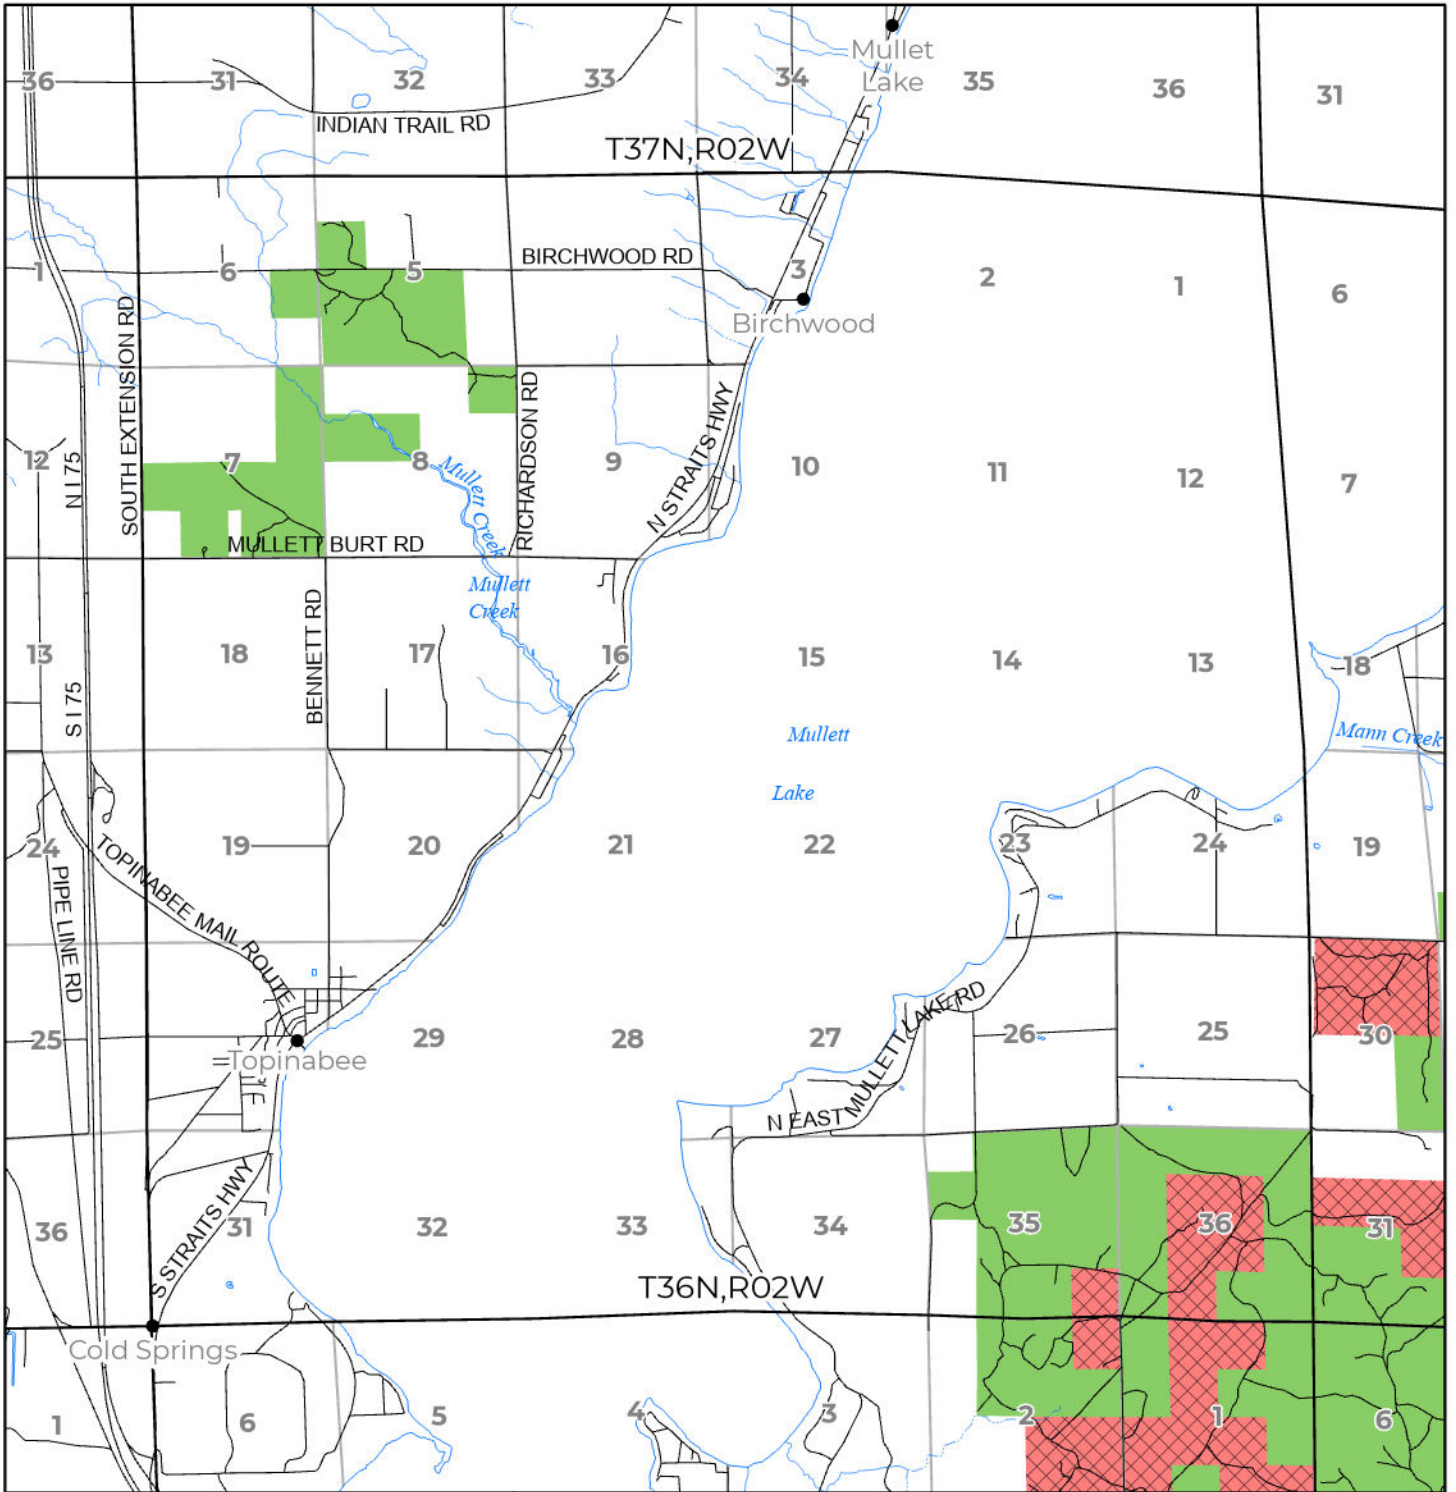 Mullet
Lake
36
31
32
33
34
35
36
31
INDIAN TRAIL RD
T37N,R02W
1
6
5
BIRCHWOOD RD
3
2
1
6
Birchwood
SOUTH EXTENSION RD
N I 75
12
7
8
Mullett Creek
RICHARDSON RD
9
N STRAITS HWY
10
11
12
7
MULLETT BURT RD
Mullett
Creek
BENNETT RD
13
18
17
16
15
14
13
18
S I 75
Mullett
Lake
Mann Creek
24
TOPINABEE MAIL ROUTE
19
20
21
22
23
24
19
PIPE LINE RD
25
Topinabee
29
28
27
26
25
30
N EAST MULLETT LAKE RD
36
S STRAITS HWY
31
32
33
34
35
36
31
T36N,R02W
Cold Springs
1
6
5
4
3
2
1
6